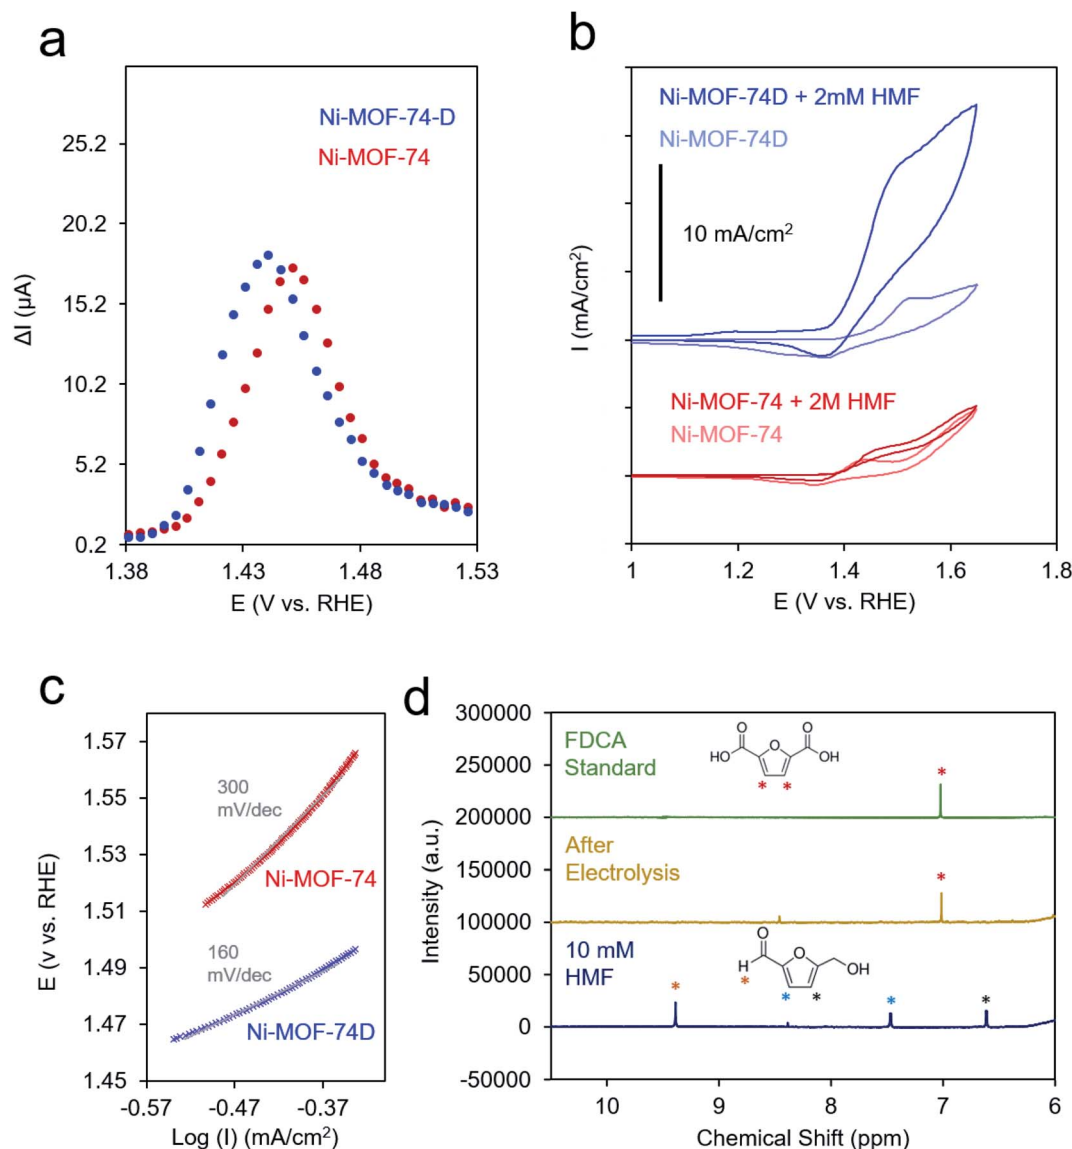 a
Ni-MOF-74-D
Ni-MOF-74
25.2
20.2
15.2
10.2
5.2
0.2
ΔI (μA)
1.38
1.43
1.48
1.53
E (V vs. RHE)
b
Ni-MOF-74D + 2mM HMF
Ni-MOF-74D
10 mA/cm²
Ni-MOF-74 + 2M HMF
Ni-MOF-74
I (mA/cm²)
1
1.2
1.4
1.6
1.8
E (V vs. RHE)
c
1.57
1.55
1.53
1.51
1.49
1.47
1.45
E (v vs. RHE)
300
mV/dec
Ni-MOF-74
160
mV/dec
Ni-MOF-74D
-0.57
-0.47
-0.37
Log (I) (mA/cm²)
d
300000
250000
200000
150000
100000
50000
0
-50000
Intensity (a.u.)
FDCA
Standard
O
O
HO
O
OH
* *
*
After
Electrolysis
*
10 mM
HMF
O
H
O
OH
*
* *
*
*
*
10
9
8
7
6
Chemical Shift (ppm)